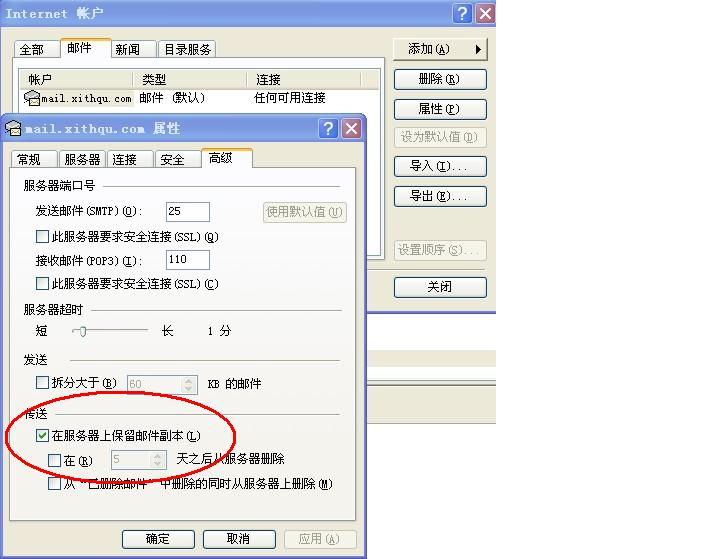 Internet 帐户
全部 邮件 新闻 目录服务
添加(A)
帐户 类型 连接
mail.xithqu.com 邮件 (默认) 任何可用连接
删除(R)
属性(P)
设为默认值(D)
导入(I)...
导出(E)...
设置顺序(S)...
关闭
mail.xithqu.com 属性
常规 服务器 连接 安全 高级
服务器端口号
发送邮件(SMTP)(O): 25 使用默认值(U)
此服务器要求安全连接(SSL)(Q)
接收邮件(POP3)(I): 110
此服务器要求安全连接(SSL)(C)
服务器超时
短 长 1 分
发送
拆分大于(B) 60 KB 的邮件
传送
在服务器上保留邮件副本(L)
在(R) 5 天之后从服务器删除
从“已删除邮件”中删除的同时从服务器上删除(M)
确定 取消 应用(A)